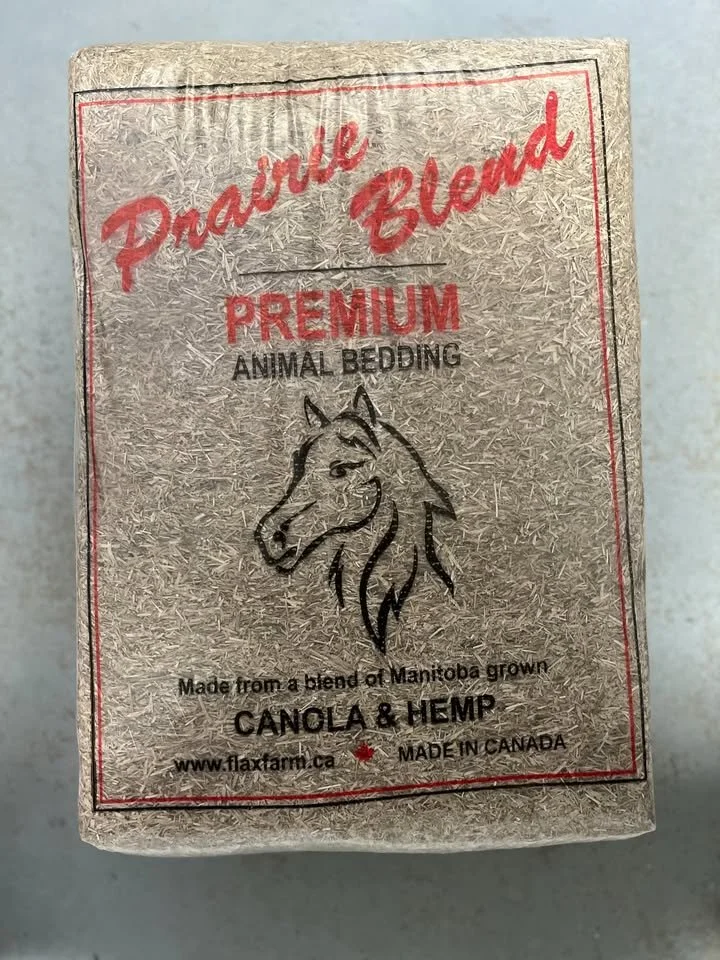 Prairie Blend
PREMIUM
ANIMAL BEDDING
Made from a blend of Manitoba grown
CANOLA & HEMP
www.flaxfarm.ca MADE IN CANADA